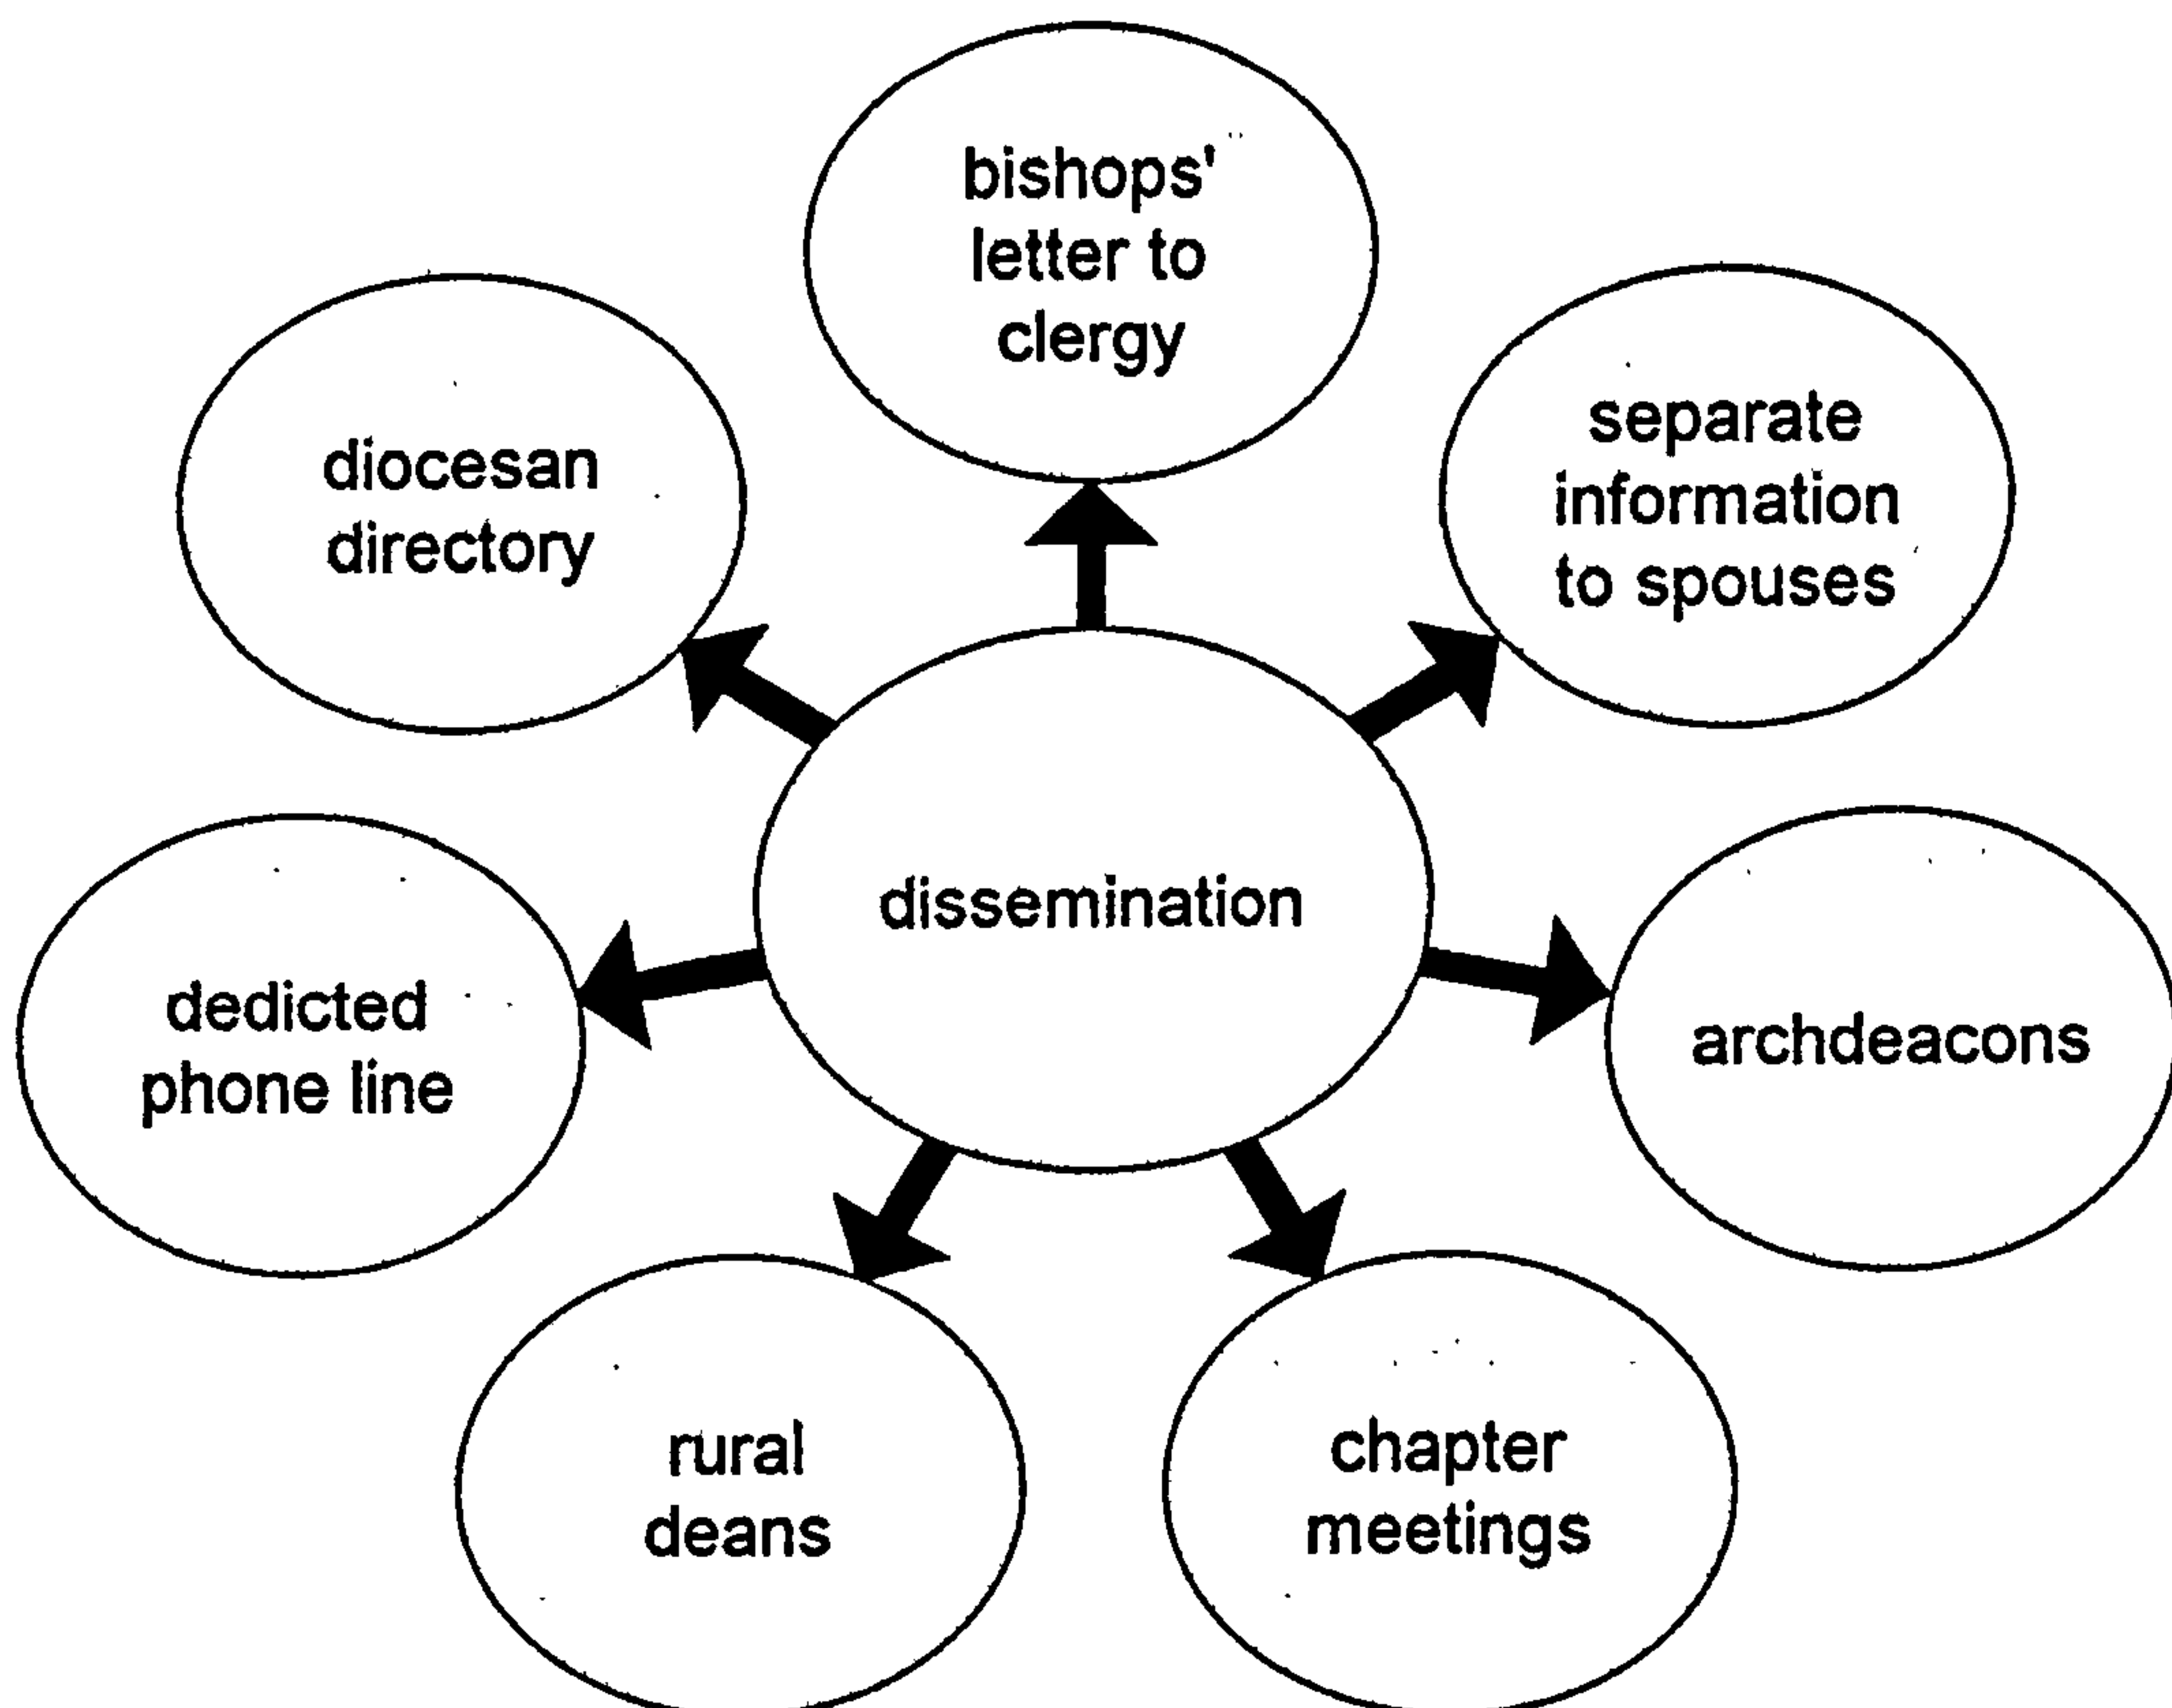 bishops'
letter to
clergy
diocesan
directory
separate
information
to spouses
dissemination
dedicted
phone line
archdeacons
rural
deans
chapter
meetings